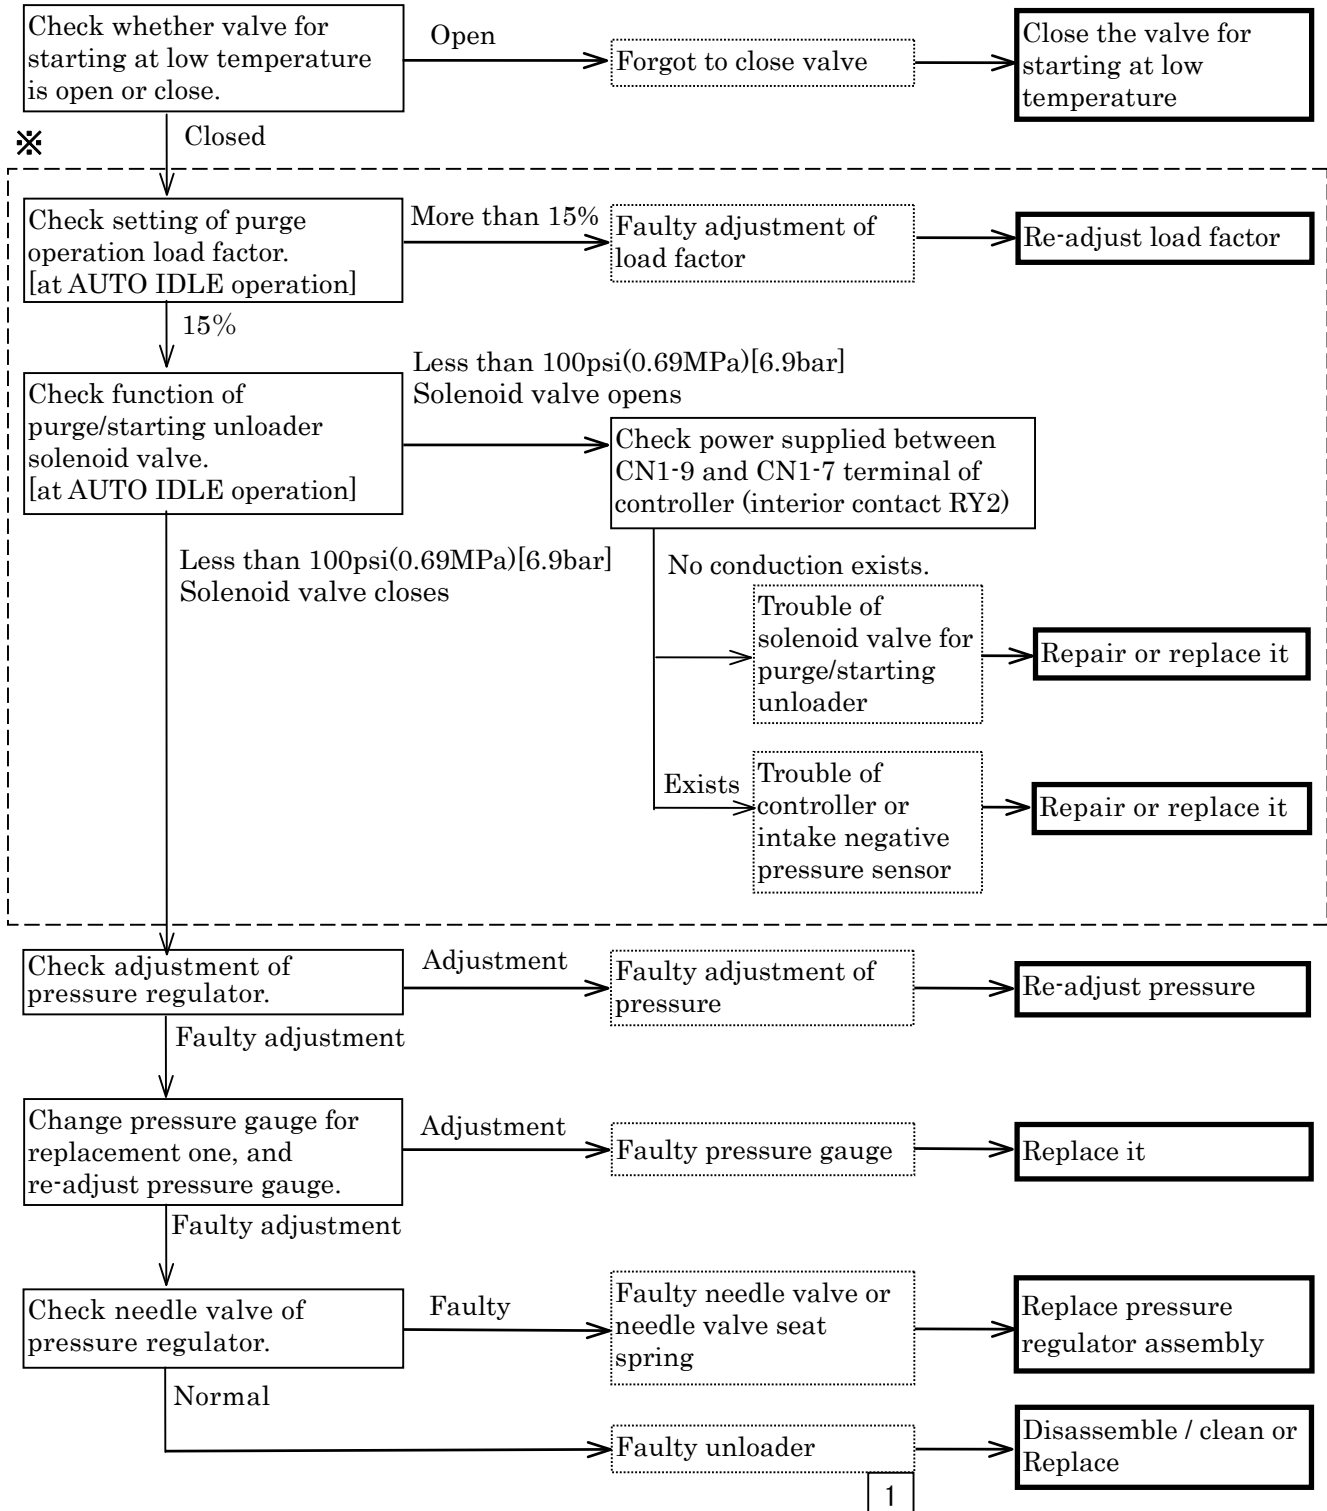 Check whether valve for
starting at low temperature
is open or close.
Open
Forgot to close valve
Close the valve for
starting at low
temperature
※
Closed
Check setting of purge
operation load factor.
[at AUTO IDLE operation]
More than 15%
Faulty adjustment of
load factor
Re-adjust load factor
15%
Check function of
purge/starting unloader
solenoid valve.
[at AUTO IDLE operation]
Less than 100psi(0.69MPa)[6.9bar]
Solenoid valve opens
Check power supplied between
CN1-9 and CN1-7 terminal of
controller (interior contact RY2)
Less than 100psi(0.69MPa)[6.9bar]
Solenoid valve closes
No conduction exists.
Trouble of
solenoid valve for
purge/starting
unloader
Repair or replace it
Exists
Trouble of
controller or
intake negative
pressure sensor
Repair or replace it
Check adjustment of
pressure regulator.
Adjustment
Faulty adjustment of
pressure
Re-adjust pressure
Faulty adjustment
Change pressure gauge for
replacement one, and
re-adjust pressure gauge.
Adjustment
Faulty pressure gauge
Replace it
Faulty adjustment
Check needle valve of
pressure regulator.
Faulty
Faulty needle valve or
needle valve seat
spring
Replace pressure
regulator assembly
Normal
Faulty unloader
Disassemble / clean or
Replace
1